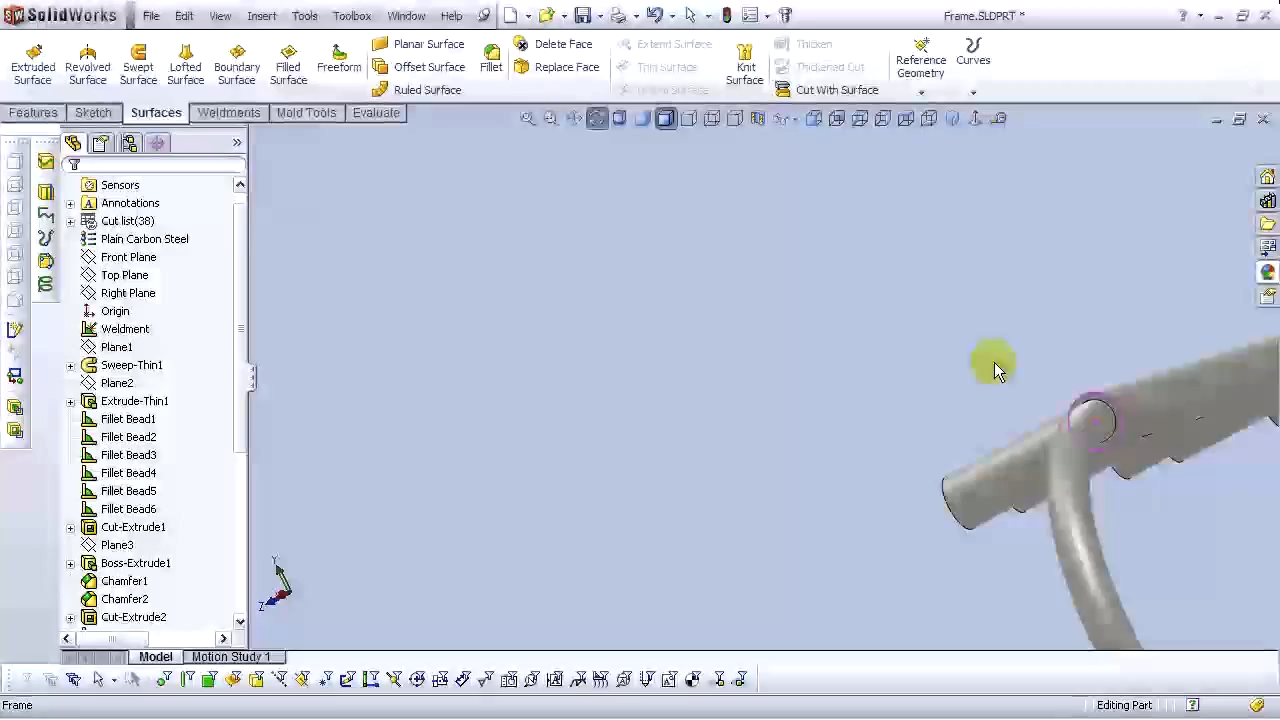 SolidWorks File Edit View Insert Tools Toolbox Window Help Frame.SLDPRT *
Extruded Surface
Revolved Surface
Swept Surface
Lofted Surface
Boundary Surface
Filled Surface
Freeform
Planar Surface
Offset Surface
Ruled Surface
Fillet
Delete Face
Replace Face
Extend Surface
Trim Surface
Knit Surface
Thicken
Thickened Cut
Cut With Surface
Reference Geometry
Curves
Features Sketch Surfaces Weldments Mold Tools Evaluate
Sensors
Annotations
Cut list(38)
Plain Carbon Steel
Front Plane
Top Plane
Right Plane
Origin
Weldment
Plane1
Sweep-Thin1
Plane2
Extrude-Thin1
Fillet Bead1
Fillet Bead2
Fillet Bead3
Fillet Bead4
Fillet Bead5
Fillet Bead6
Cut-Extrude1
Plane3
Boss-Extrude1
Chamfer1
Chamfer2
Cut-Extrude2
Y
Z
Model Motion Study 1
Frame Editing Part